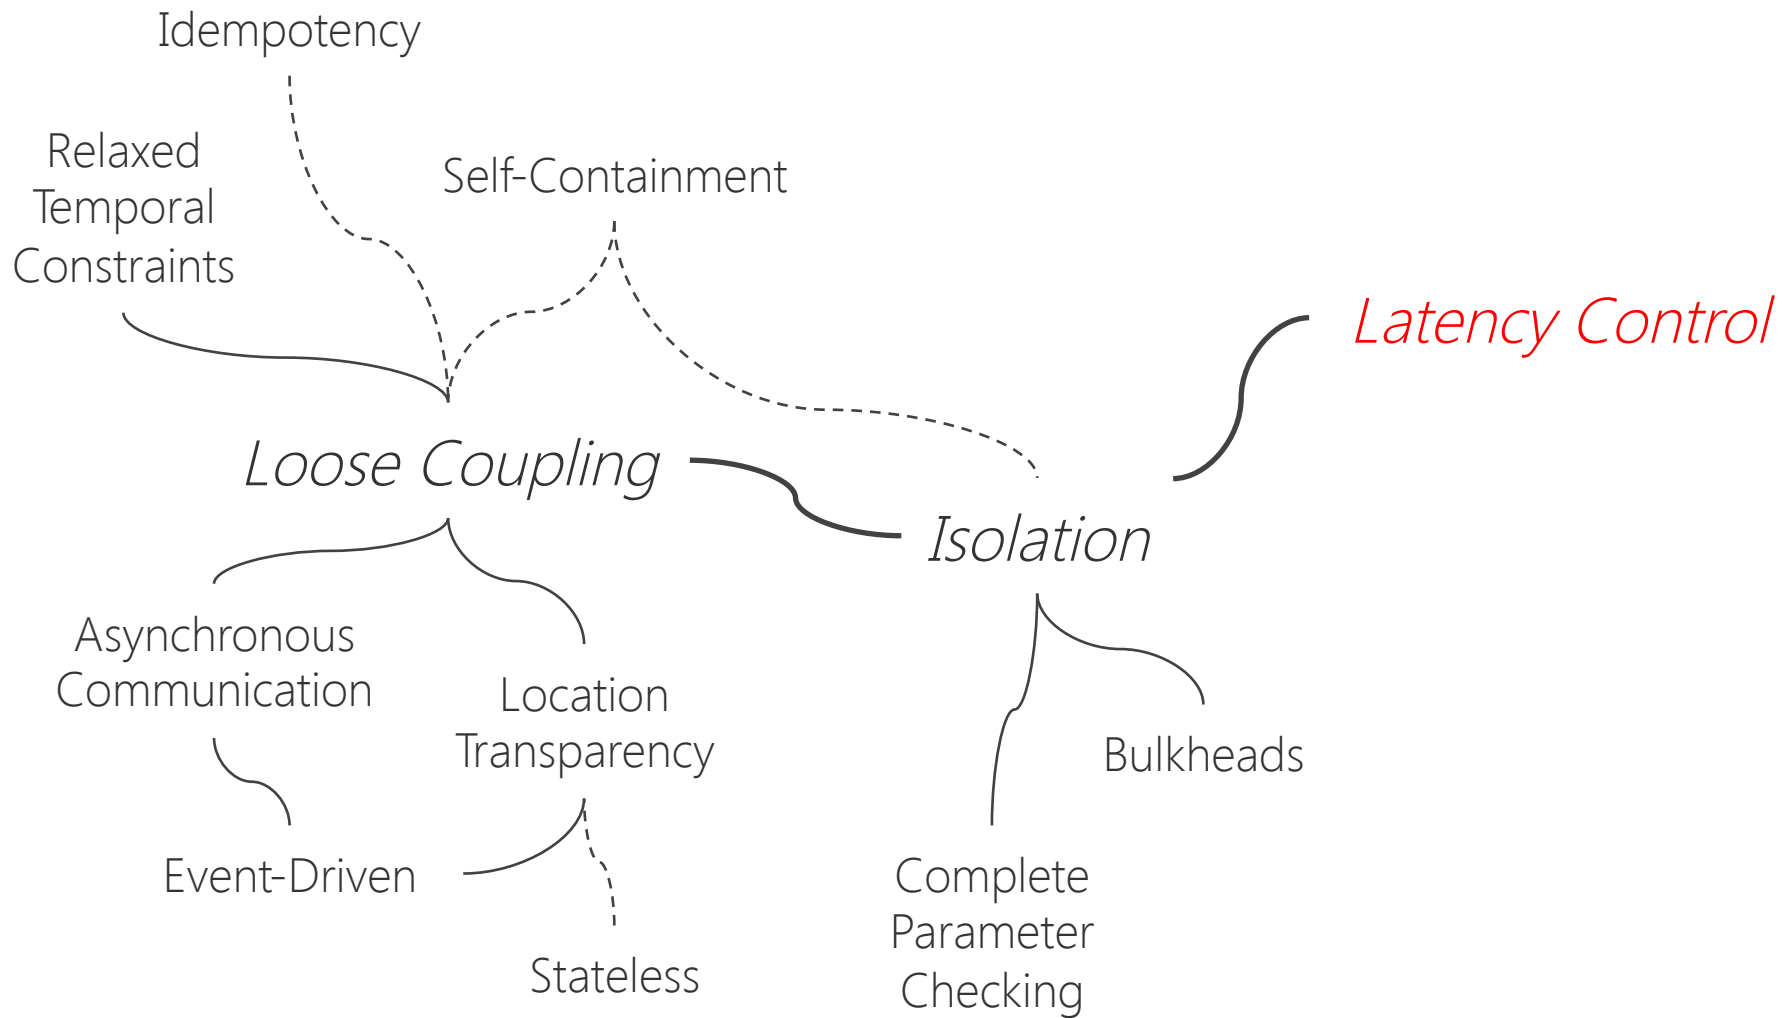 Idempotency
Relaxed
Temporal
Constraints
Self-Containment
Latency Control
Loose Coupling
Isolation
Asynchronous
Communication
Location
Transparency
Bulkheads
Event-Driven
Complete
Parameter
Checking
Stateless